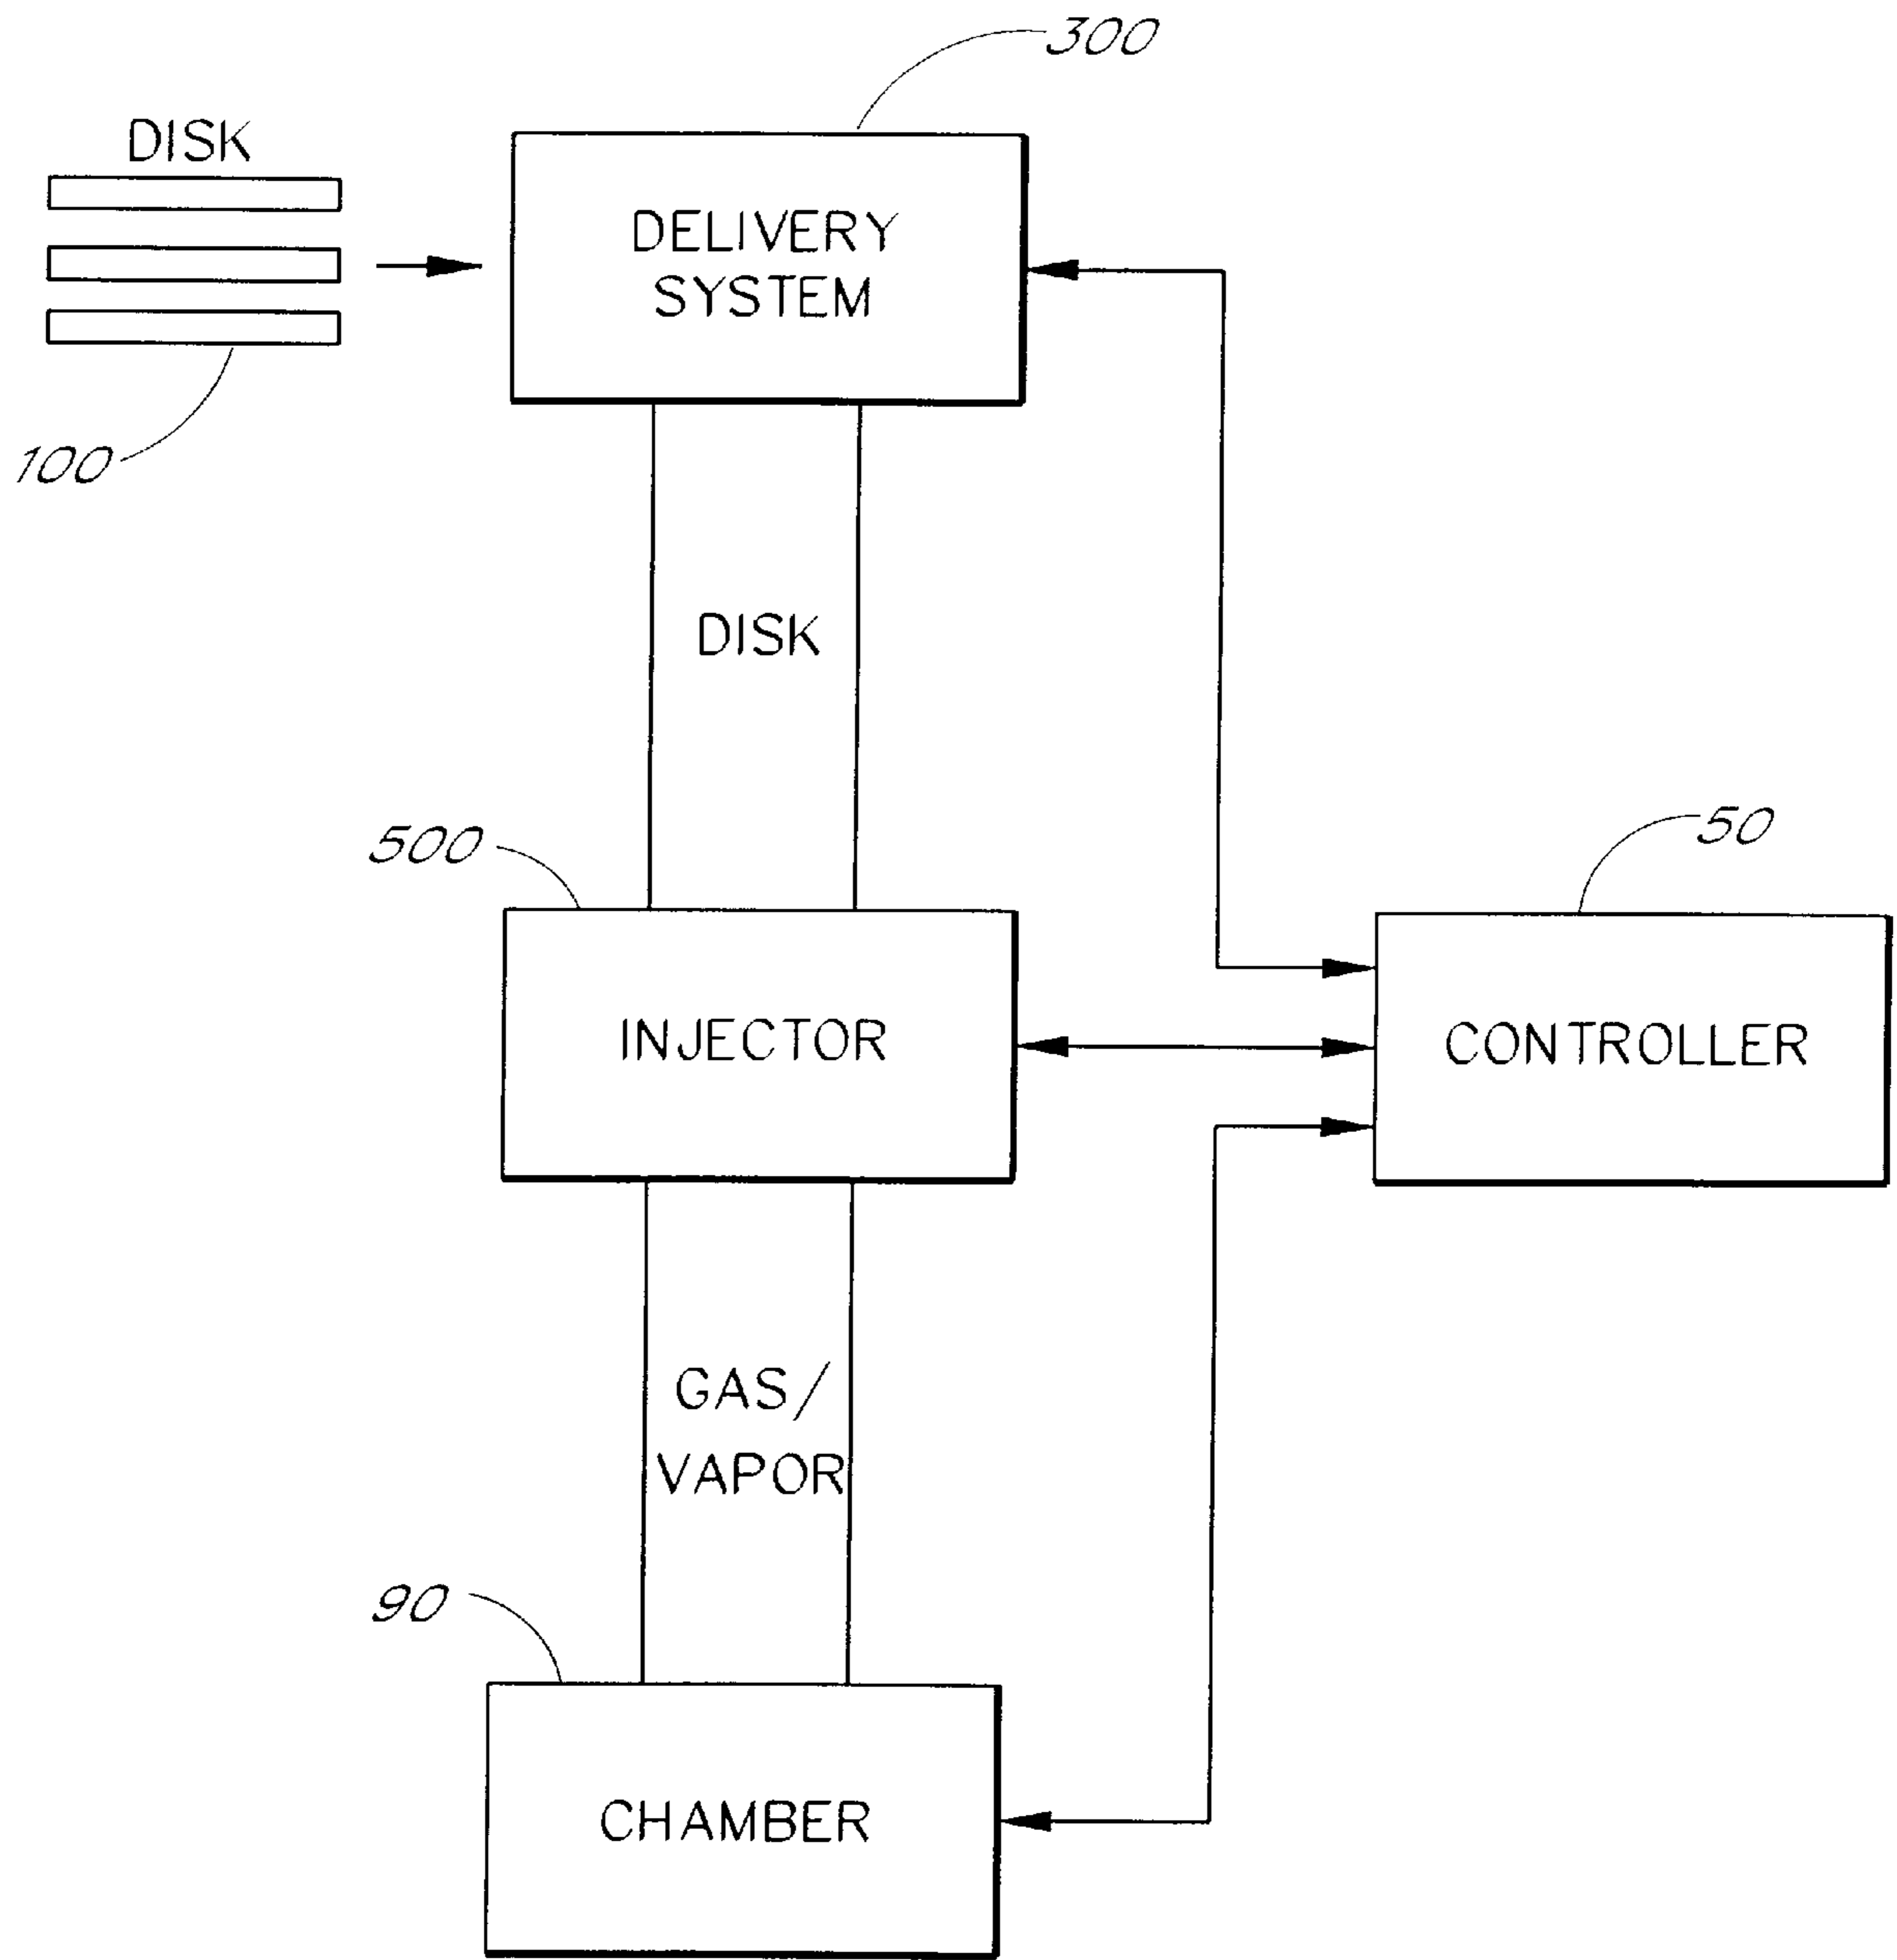 300
DISK
DELIVERY
SYSTEM
100
DISK
500
50
INJECTOR
CONTROLLER
GAS/
VAPOR
90
CHAMBER